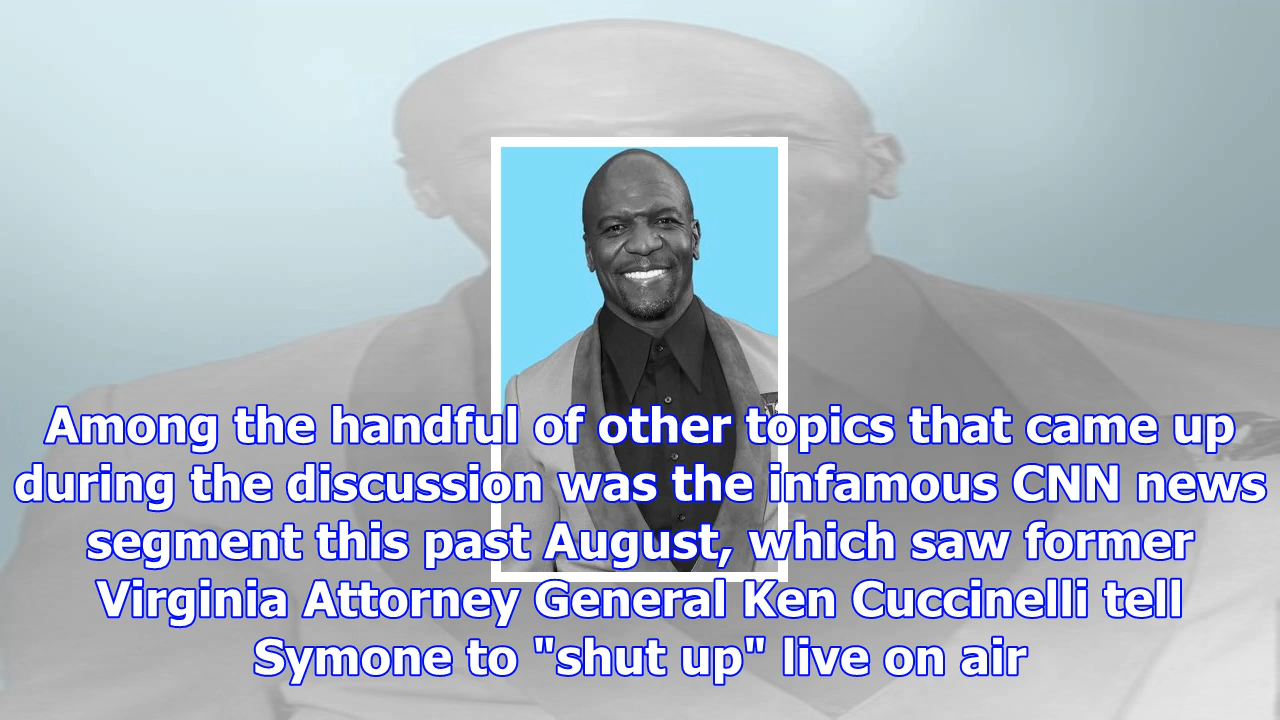 Among the handful of other topics that came up
during the discussion was the infamous CNN news
segment this past August, which saw former
Virginia Attorney General Ken Cuccinelli tell
Symone to "shut up" live on air